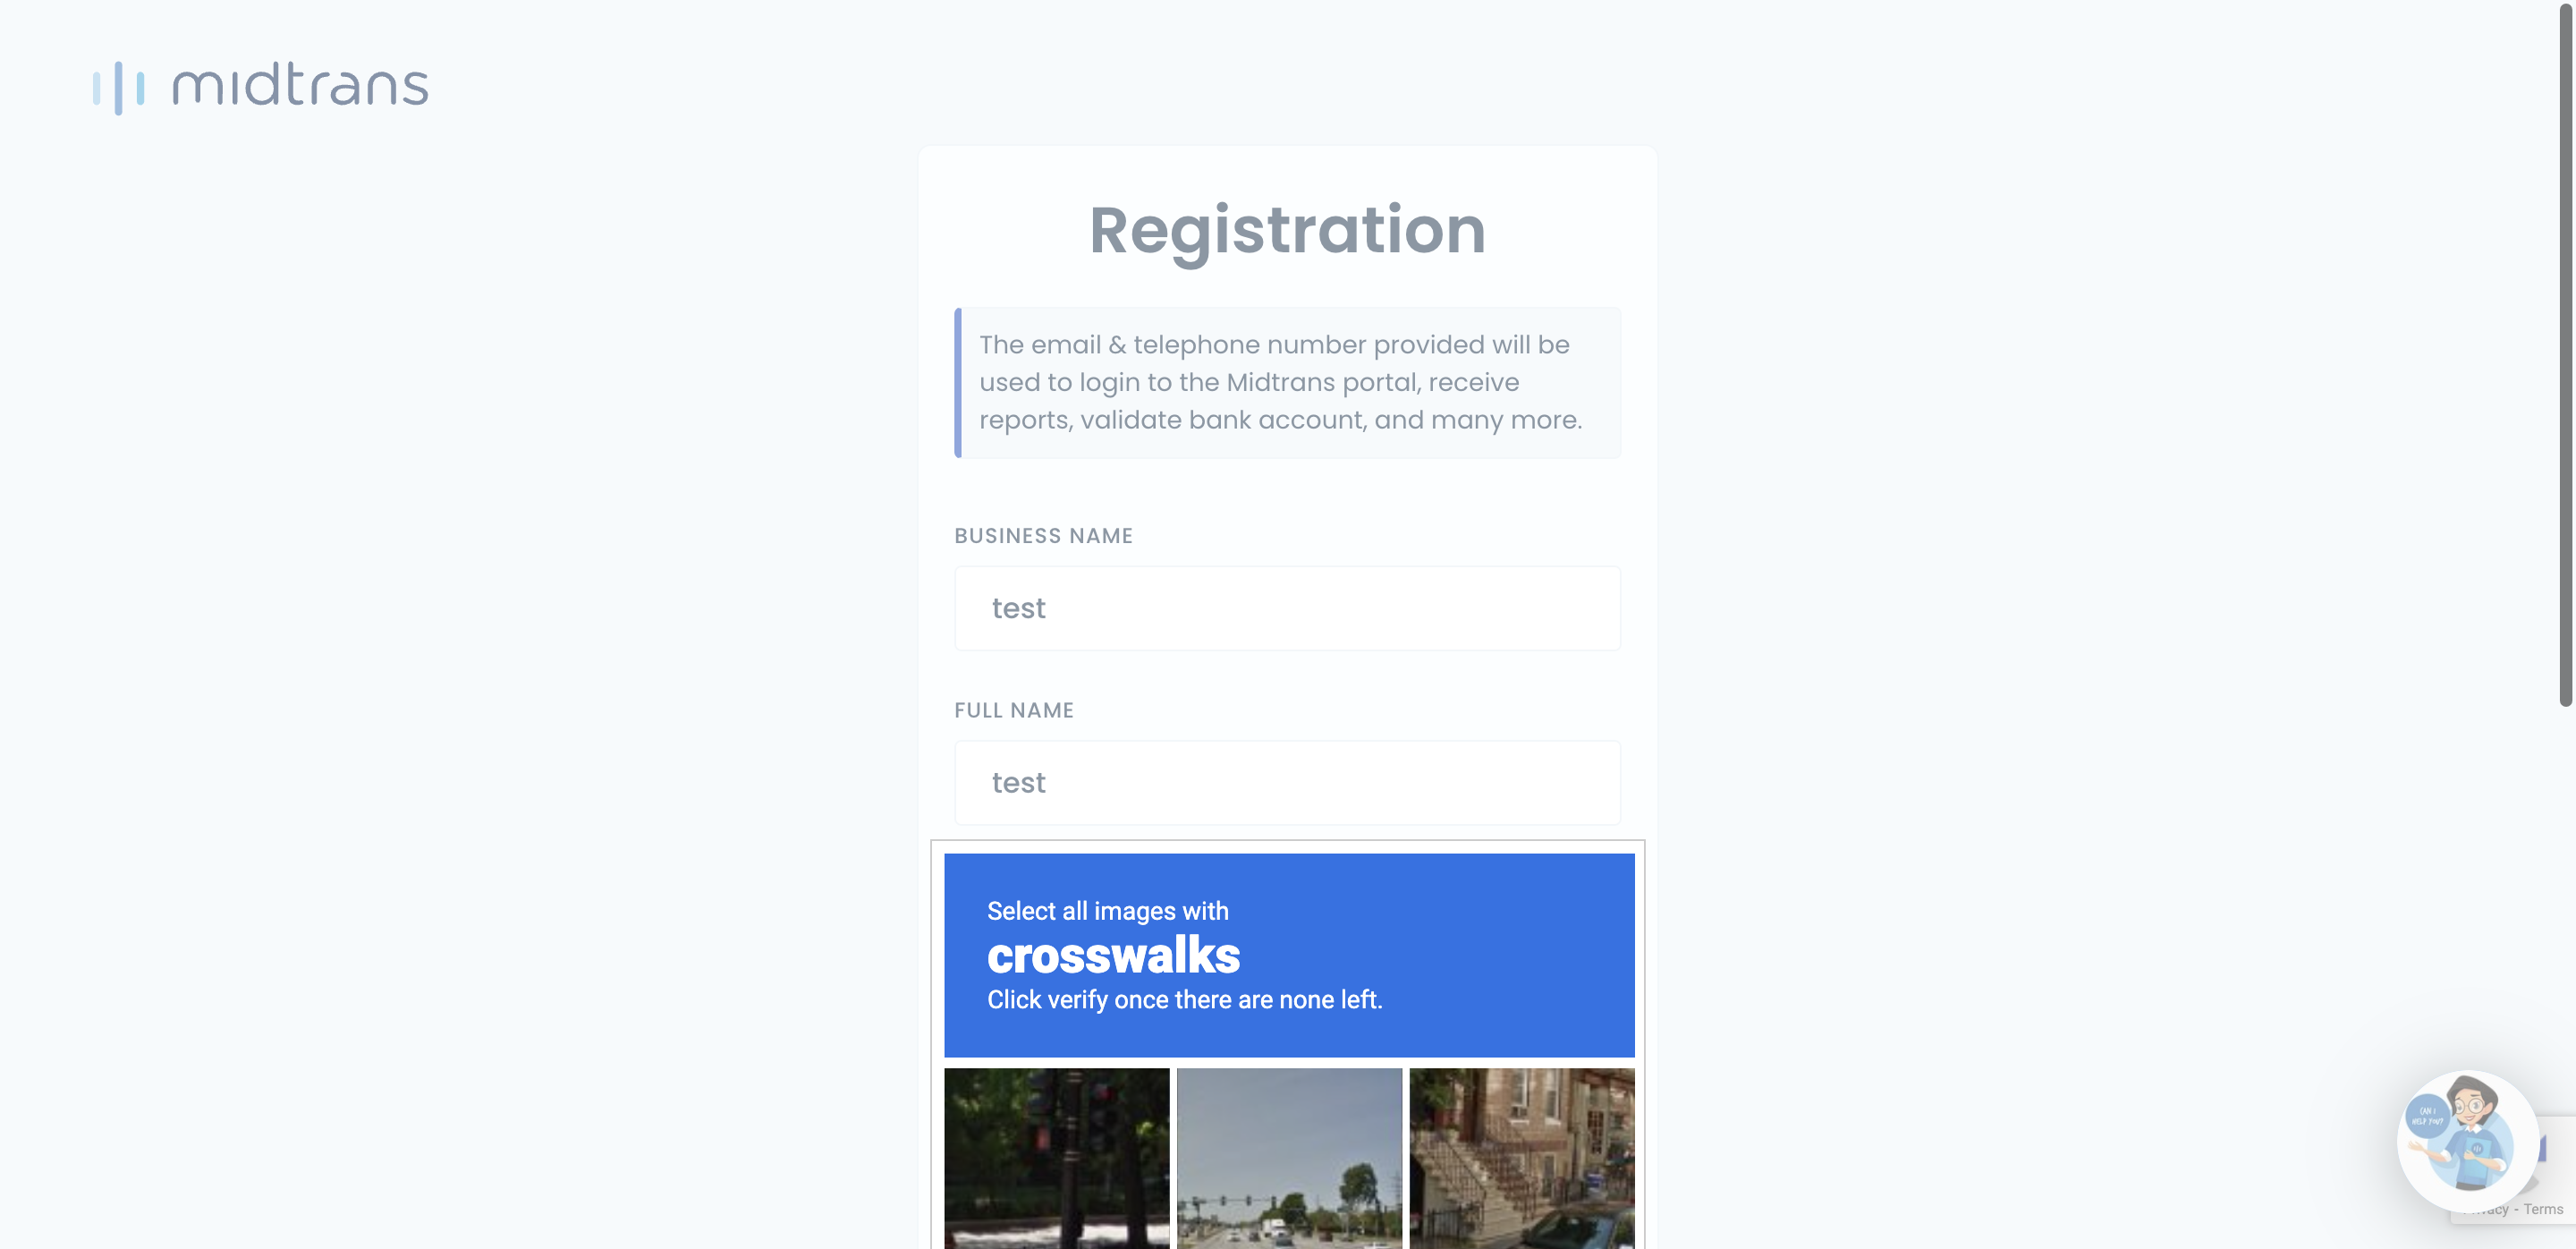 midtrans
Registration
The email & telephone number provided will be
used to login to the Midtrans portal, receive
reports, validate bank account, and many more.
BUSINESS NAME
test
FULL NAME
test
Select all images with
crosswalks
Click verify once there are none left.
CAN I
HELP YOU?
- Terms